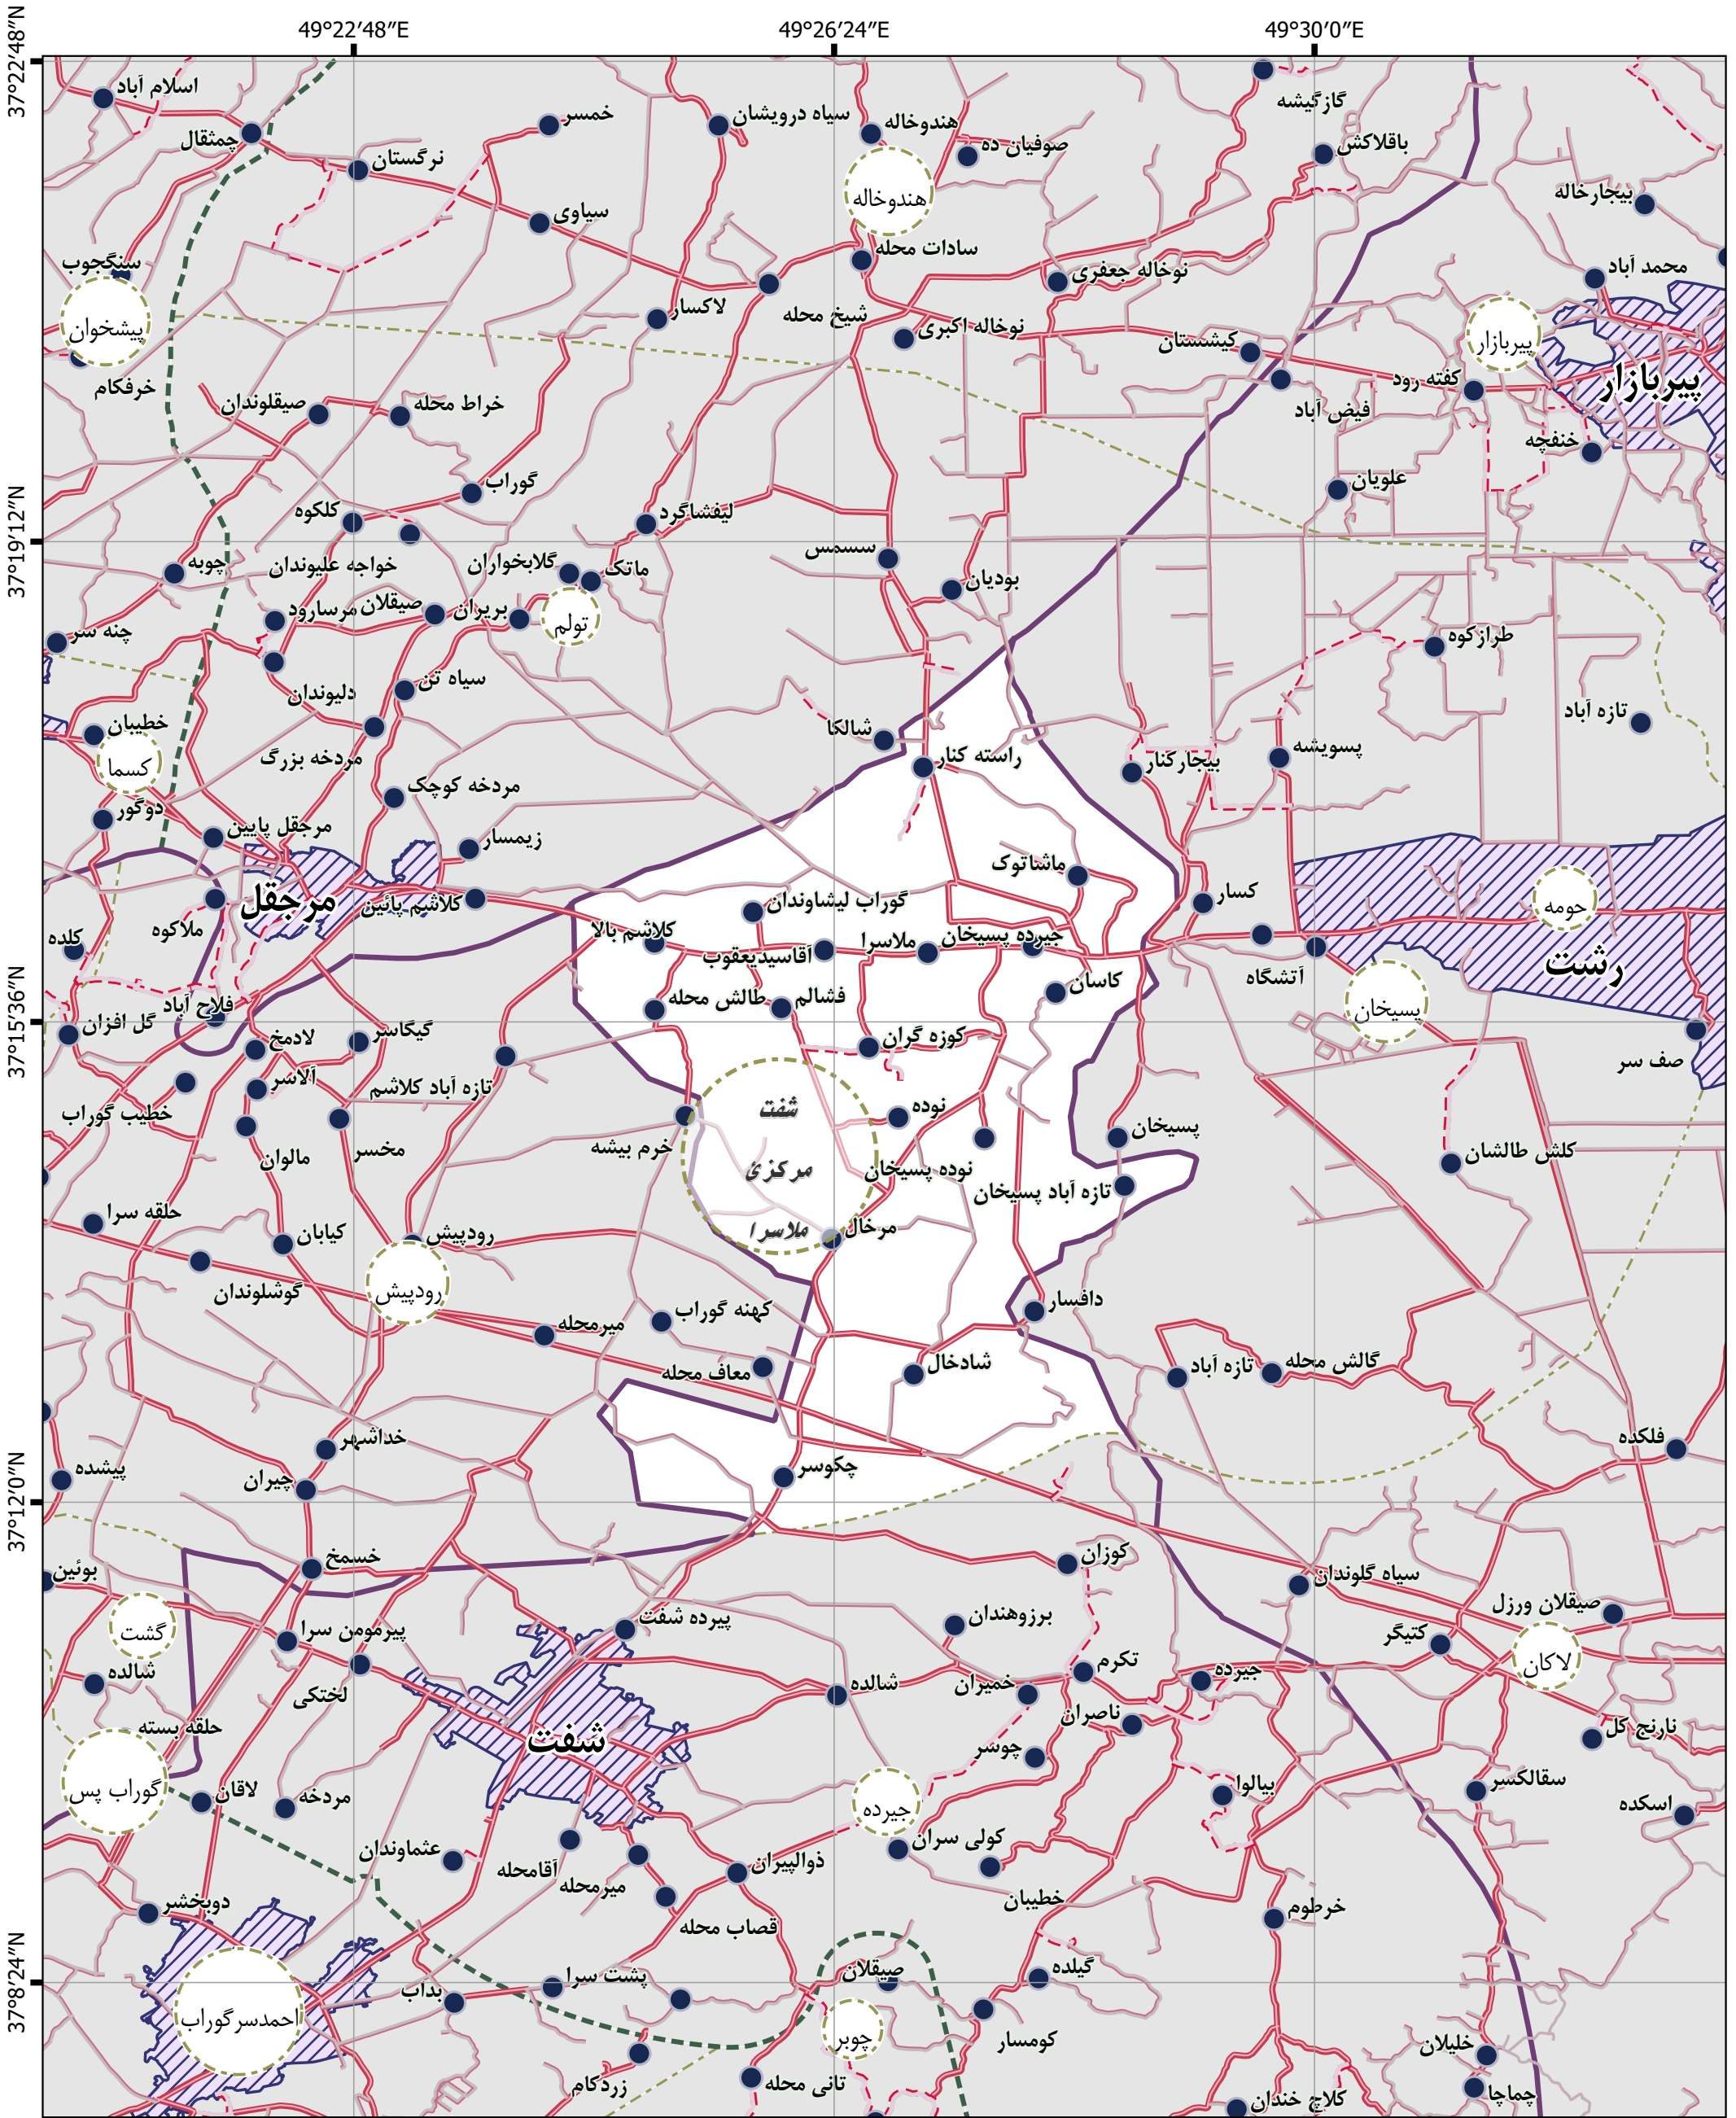 49°22′48″E
49°26′24″E
49°30′0″E
37°22′48″N
37°19′12″N
37°15′36″N
37°12′0″N
37°8′24″N
اسلام آباد
چمثقال
نرگستان
خمسر
سیاه درویشان
هندوخاله
صوفیان ده
گازگیشه
باقلاکش
بیجارخاله
هندوخاله
سیاوی
سادات محله
سنگجوب
پیشخوان
خرفکام
لاکسار
شیخ محله
نوخاله جعفری
نوخاله اکبری
محمد آباد
کیشستان
پیربازار
پیربازار
کفته رود
فیض آباد
خنفچه
صیقلوندان
خراط محله
گوراب
علویان
کلکوه
لیفشاگرد
سسمس
چوبه
خواجه علیوندان
گلابخواران
ماتک
بودیان
تولم
چنه سر
مرسارود
صیقلان
بریران
طرازکوه
دلیوندان
سیاه تن
تازه آباد
خطیبان
کسما
مردخه بزرگ
شالکا
راسته کنار
بیجارکنار
پسویشه
مردخه کوچک
دوگور
مرجقل پایین
زیمسار
ماشاتوک
مرجقل
کلاشم پائین
گوراب لیشاوندان
کسار
حومه
ملاکوه
کلده
کلاشم بالا
آقاسیدیعقوب
ملاسرا
جیرده پسیخان
رشت
آتشگاه
پسیخان
فلاح آباد
گل افزان
طالش محله
فشالم
کاسان
لادمخ
گیگاسر
کوزه گران
صف سر
آلاسر
تازه آباد کلاشم
خطیب گوراب
شفت
مرکزی
ملاسرا
نوده
پسیخان
مالوان
مخسر
خرم بیشه
نوده پسیخان
کلش طالشان
تازه آباد پسیخان
حلقه سرا
کیابان
رودپیش
مرخال
رودپیش
گوشلوندان
کهنه گوراب
دافسار
میرمحله
معاف محله
شادخال
تازه آباد
گالش محله
خداشهر
فلکده
پیشده
چیران
چکوسر
خسمخ
بوئین
کوزان
سیاه گلوندان
گشت
پیرمومن سرا
پیرده شفت
برزوهندان
صیقلان ورزل
کتیگر
لاکان
شالده
لختکی
شالده
خمیران
تکرم
جیرده
حلقه بسته
شفت
ناصران
نارنج کل
گوراب پس
چوسر
لاقان
مردخه
جیرده
بیالوا
سقالکسر
اسکده
عثماوندان
آقامحله
میرمحله
ذوالپیران
کولی سران
خطیبان
دوبخشر
قصاب محله
خرطوم
احمدسرگوراب
بداب
پشت سرا
صیقلان
گیلده
چوبر
کومسار
خلیلان
زردکام
تانی محله
کلاچ خندان
چماچا